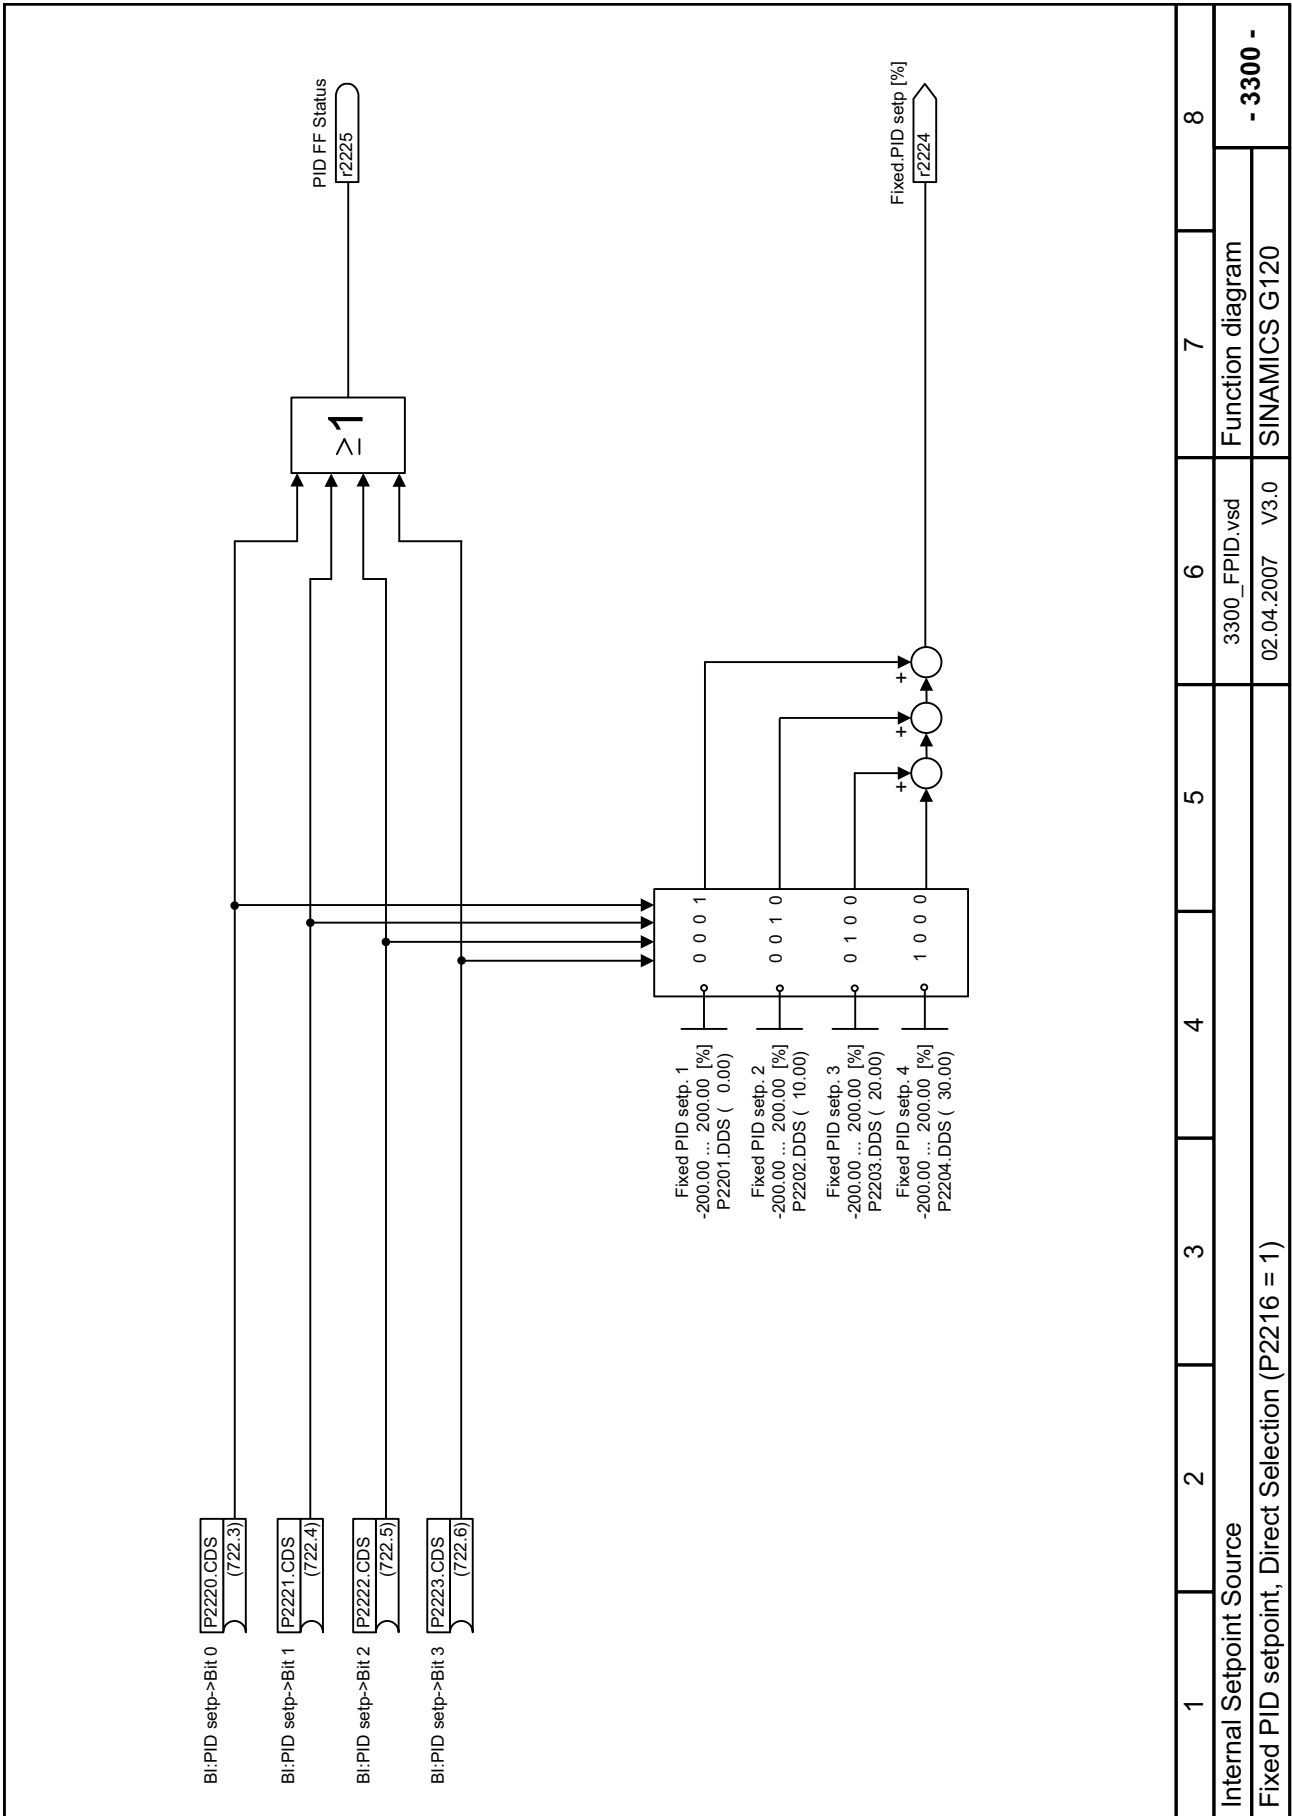 PID FF Status
r2225
≥1
BI:PID setp->Bit 0
P2220.CDS
(722.3)
BI:PID setp->Bit 1
P2221.CDS
(722.4)
BI:PID setp->Bit 2
P2222.CDS
(722.5)
BI:PID setp->Bit 3
P2223.CDS
(722.6)
Fixed PID setp. 1
-200.00 ... 200.00 [%]
P2201.DDS ( 0.00)
0 0 0 1
Fixed PID setp. 2
-200.00 ... 200.00 [%]
P2202.DDS ( 10.00)
0 0 1 0
Fixed PID setp. 3
-200.00 ... 200.00 [%]
P2203.DDS ( 20.00)
0 1 0 0
Fixed PID setp. 4
-200.00 ... 200.00 [%]
P2204.DDS ( 30.00)
1 0 0 0
+
+
+
Fixed.PID setp [%]
r2224
1 2 3 4 5 6 7 8
Internal Setpoint Source
3300_FPID.vsd
Function diagram
- 3300 -
Fixed PID setpoint, Direct Selection (P2216 = 1)
02.04.2007 V3.0
SINAMICS G120